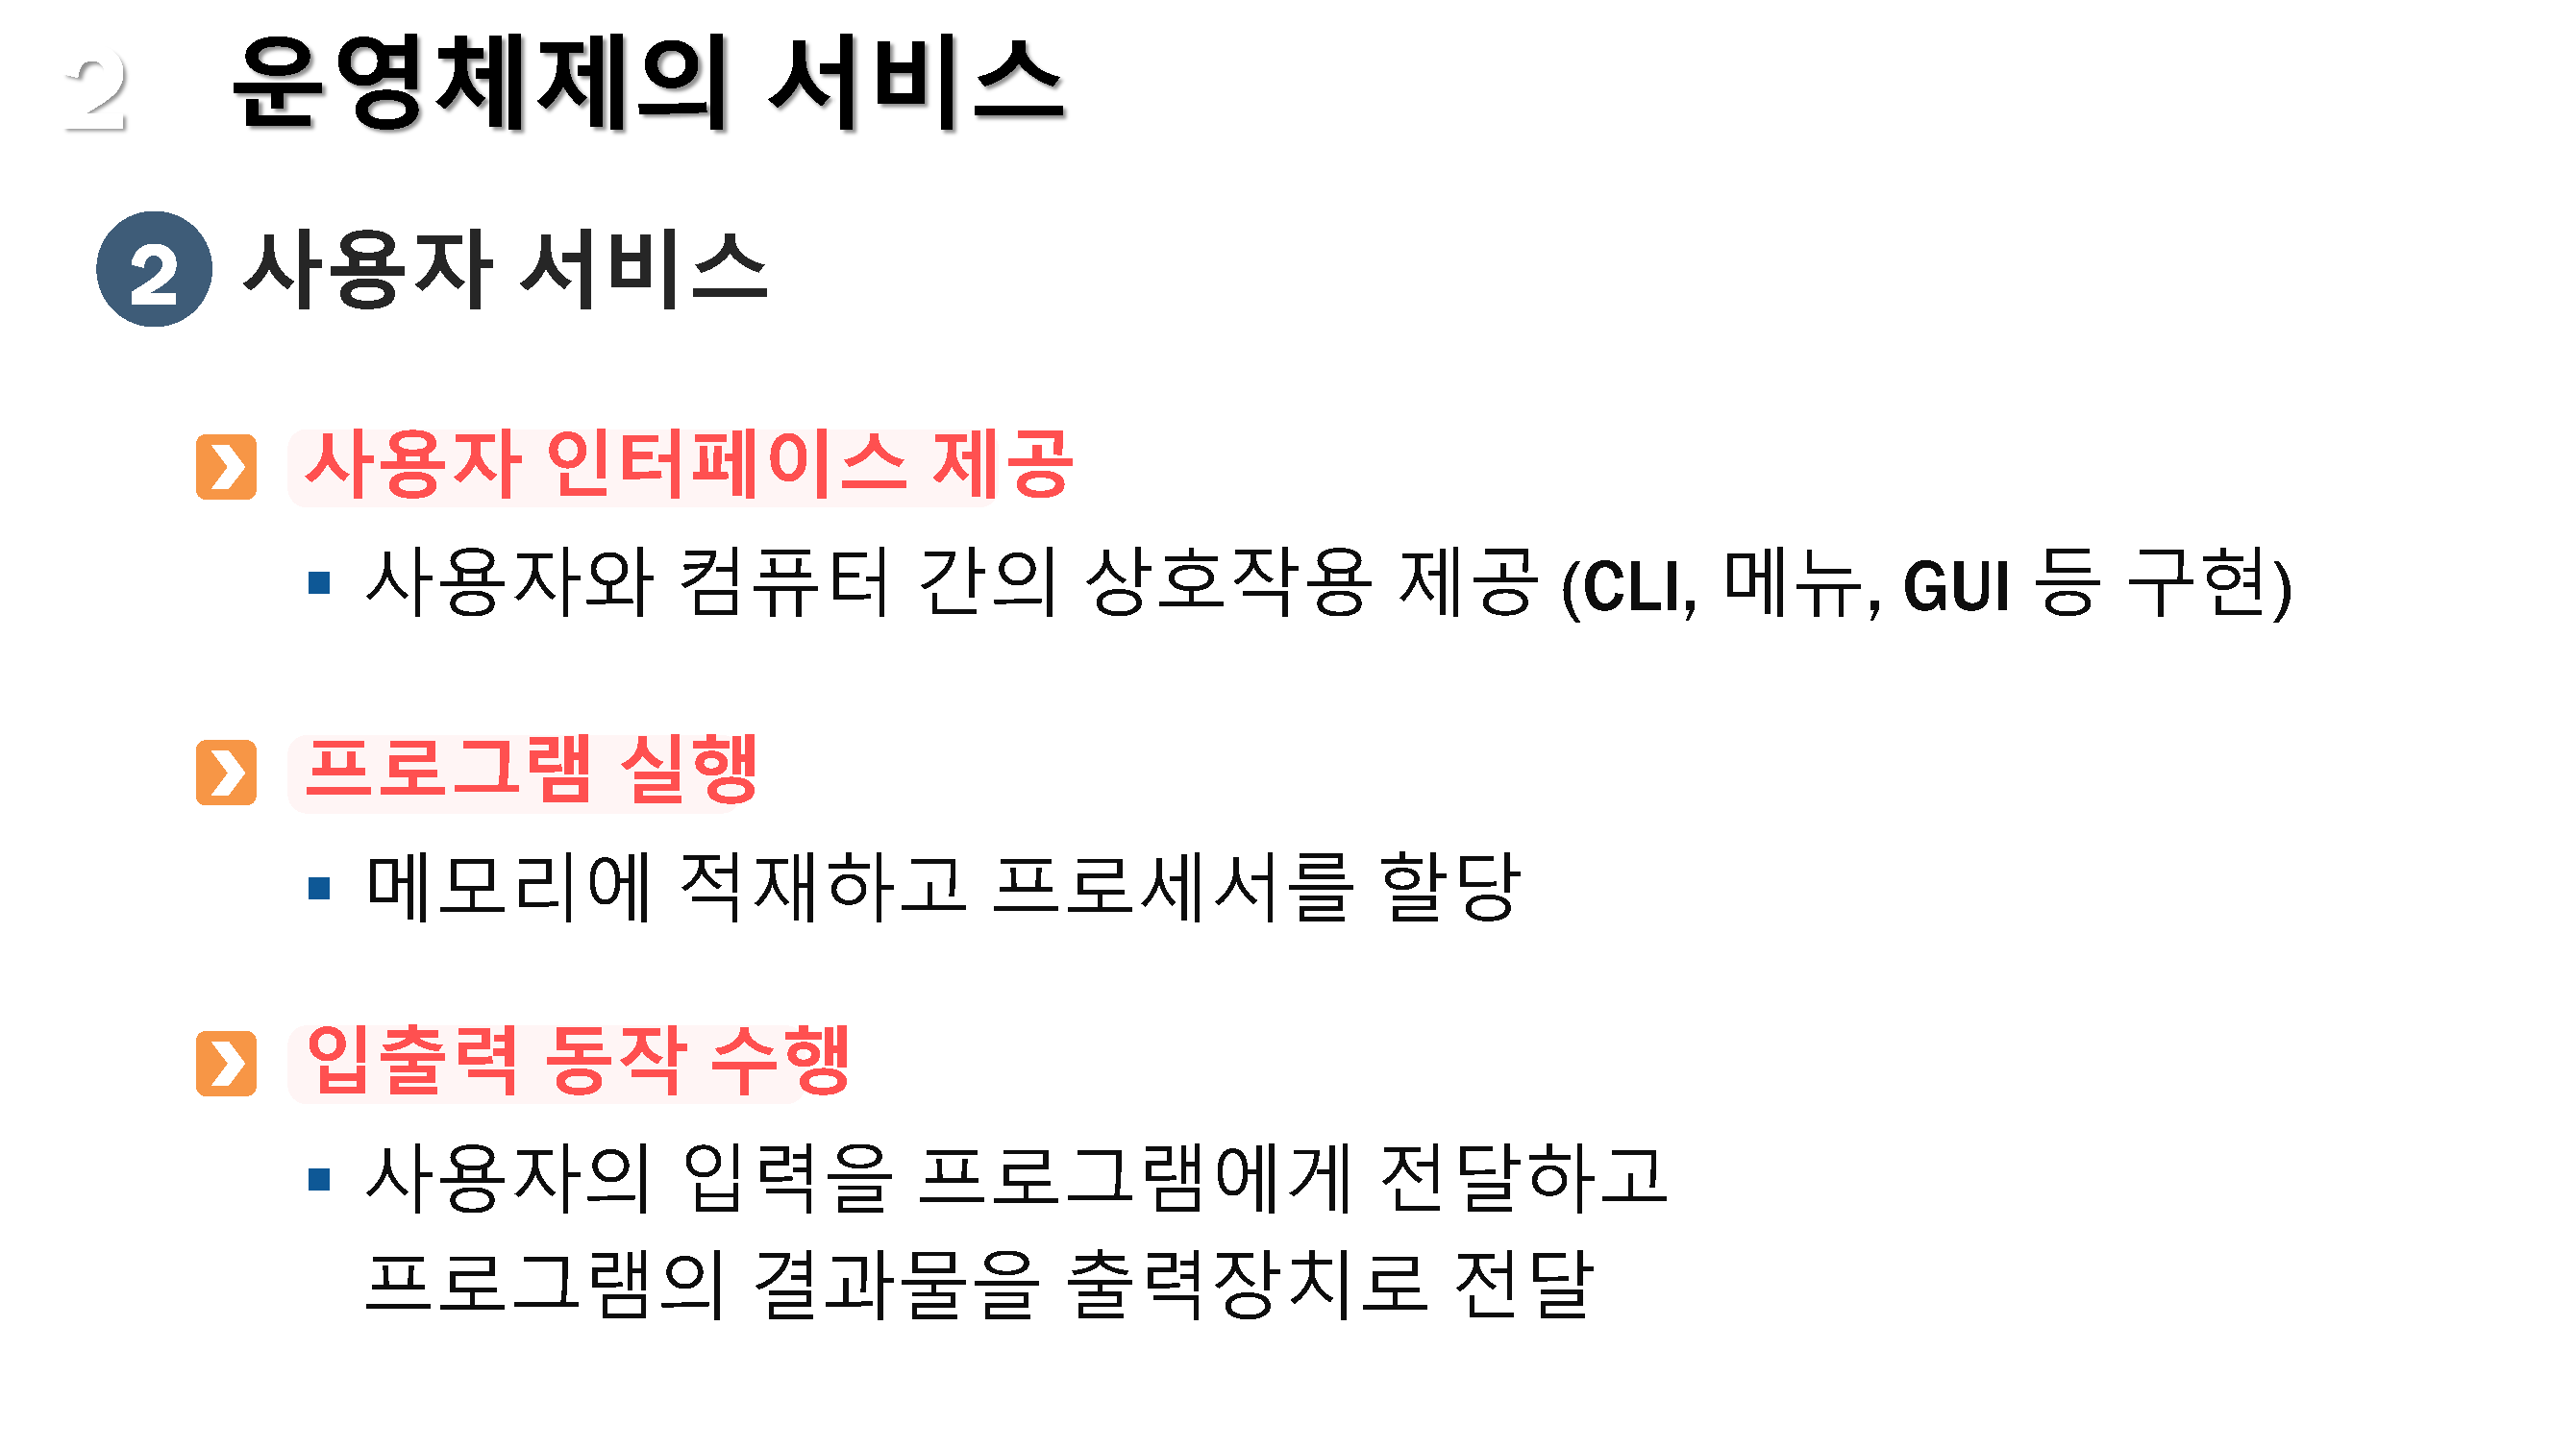 2 운영체제의 서비스
2 사용자 서비스
사용자 인터페이스 제공
▪ 사용자와 컴퓨터 간의 상호작용 제공 (CLI, 메뉴, GUI 등 구현)
프로그램 실행
▪ 메모리에 적재하고 프로세서를 할당
입출력 동작 수행
▪ 사용자의 입력을 프로그램에게 전달하고
프로그램의 결과물을 출력장치로 전달